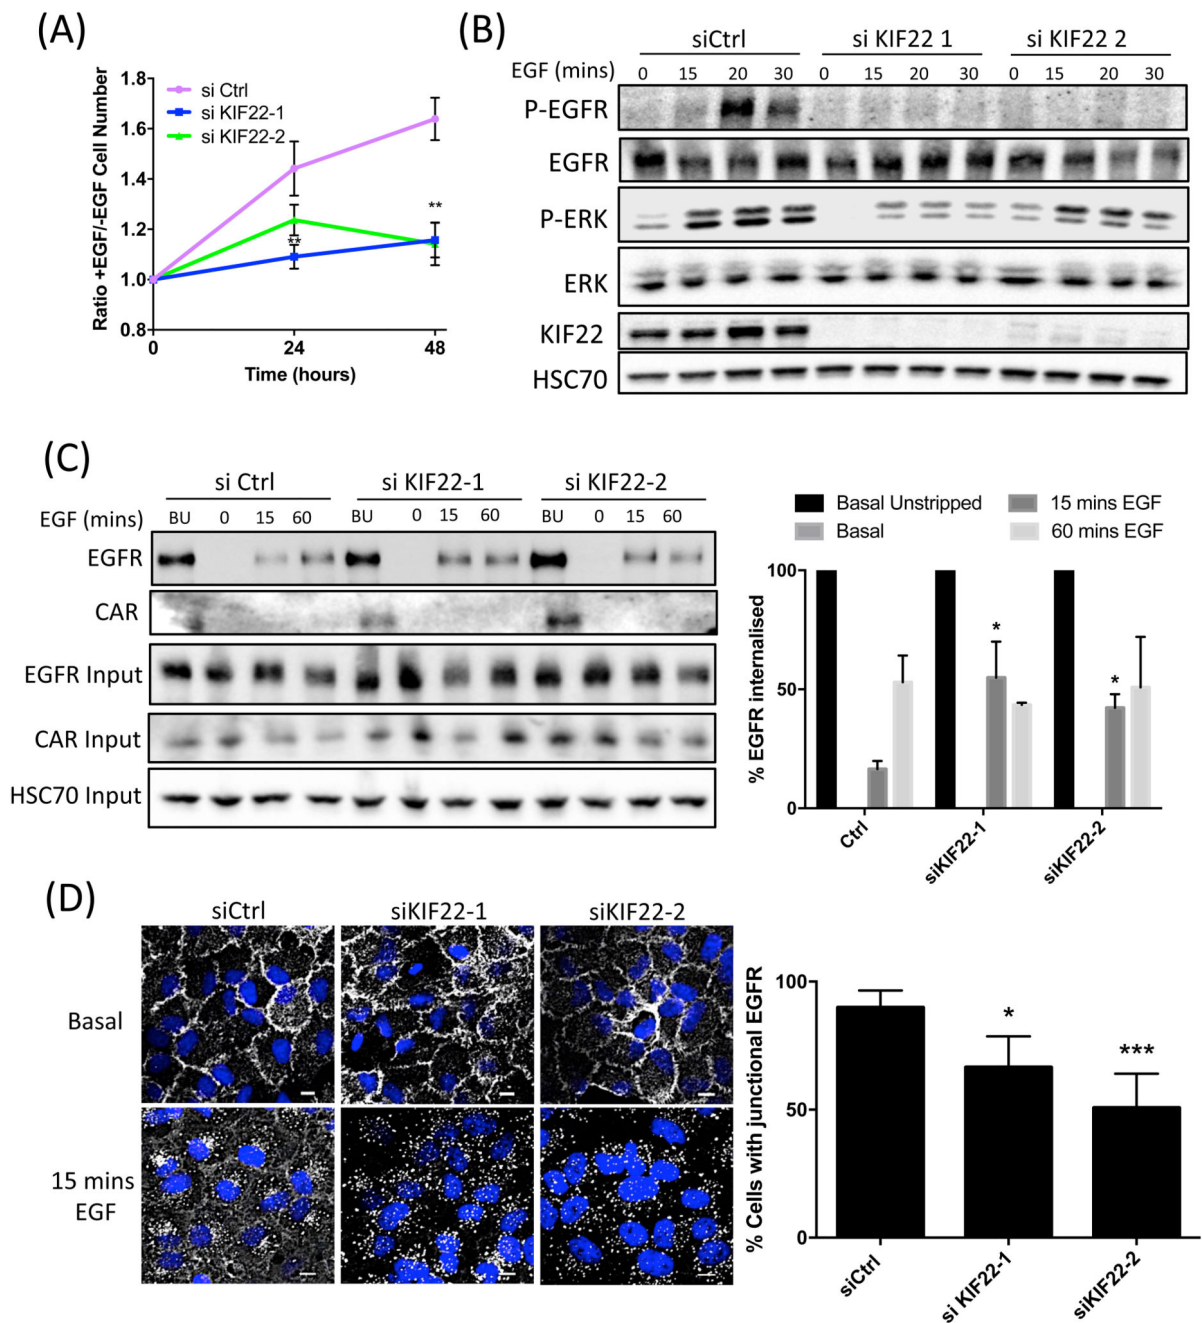 (A)
Ratio +EGF/-EGF Cell Number
1.8
1.6
1.4
1.2
1.0
0.8
si Ctrl
si KIF22-1
si KIF22-2
**
**
0 24 48
Time (hours)
(B)
siCtrl si KIF22 1 si KIF22 2
EGF (mins) 0 15 20 30 0 15 20 30 0 15 20 30
P-EGFR
EGFR
P-ERK
ERK
KIF22
HSC70
(C)
si Ctrl si KIF22-1 si KIF22-2
EGF (mins) BU 0 15 60 BU 0 15 60 BU 0 15 60
EGFR
CAR
EGFR Input
CAR Input
HSC70 Input
Basal Unstripped 15 mins EGF
Basal 60 mins EGF
% EGFR internalised
100
50
0
*
*
Ctrl siKIF22-1 siKIF22-2
(D)
siCtrl siKIF22-1 siKIF22-2
Basal
15 mins
EGF
% Cells with junctional EGFR
100
50
0
*
***
siCtrl si KIF22-1 siKIF22-2